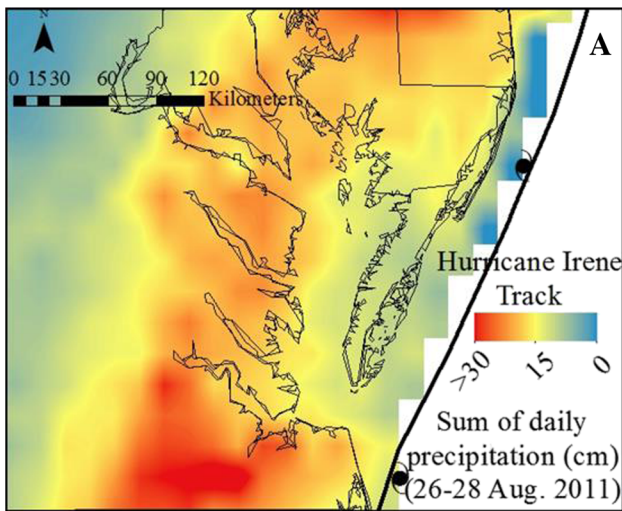 N
A
0 15 30 60 90 120
Kilometers
Hurricane Irene
Track
>30 15 0
Sum of daily
precipitation (cm)
(26-28 Aug. 2011)